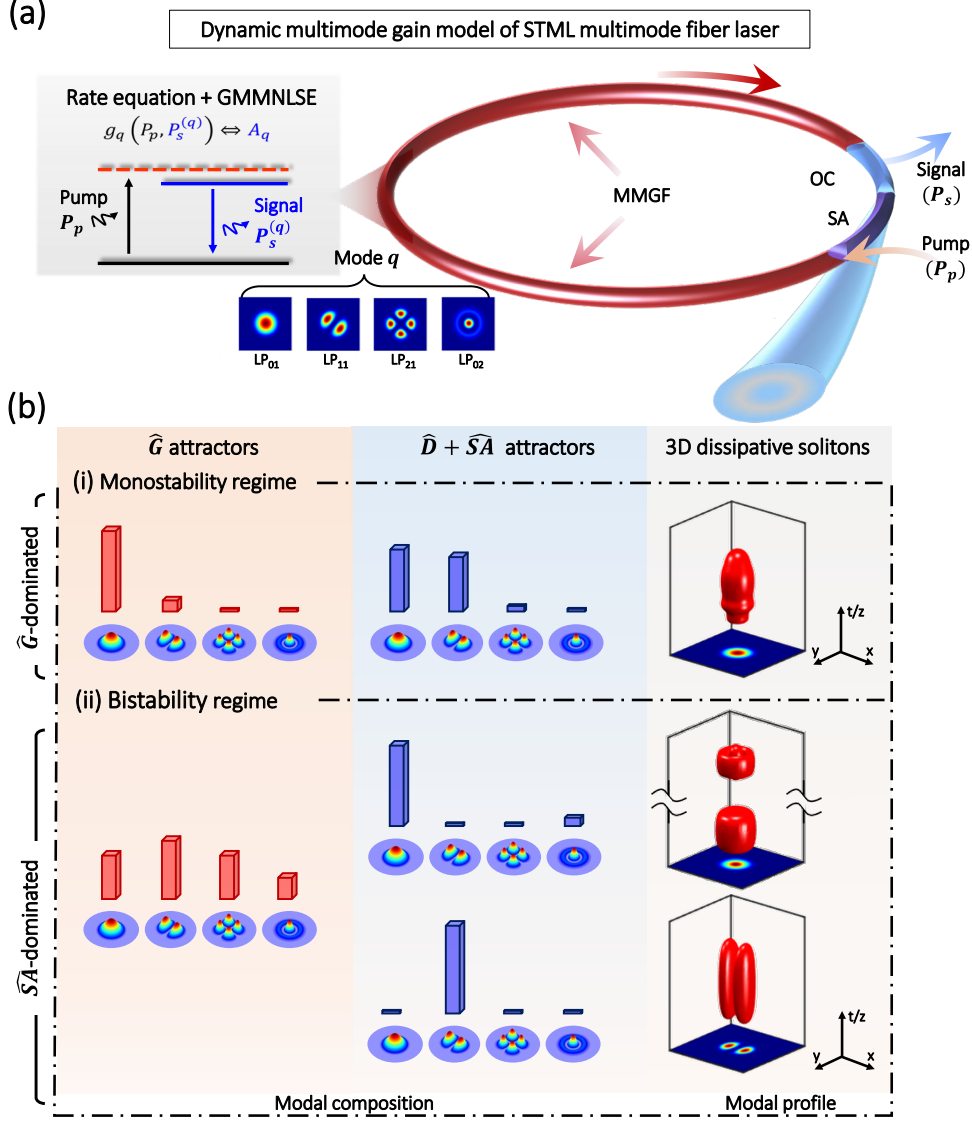 (a)
Dynamic multimode gain model of STML multimode fiber laser
Rate equation + GMMNLSE
g_q (P_p, P_s^(q)) ⇔ A_q
Pump
P_p
Signal
P_s^(q)
Mode q
LP01
LP11
LP21
LP02
MMGF
OC
SA
Signal
(P_s)
Pump
(P_p)
(b)
Ĝ attractors
D̂ + ŜA attractors
3D dissipative solitons
(i) Monostability regime
Ĝ-dominated
t/z
y
x
(ii) Bistability regime
ŜA-dominated
t/z
y
x
Modal composition
Modal profile